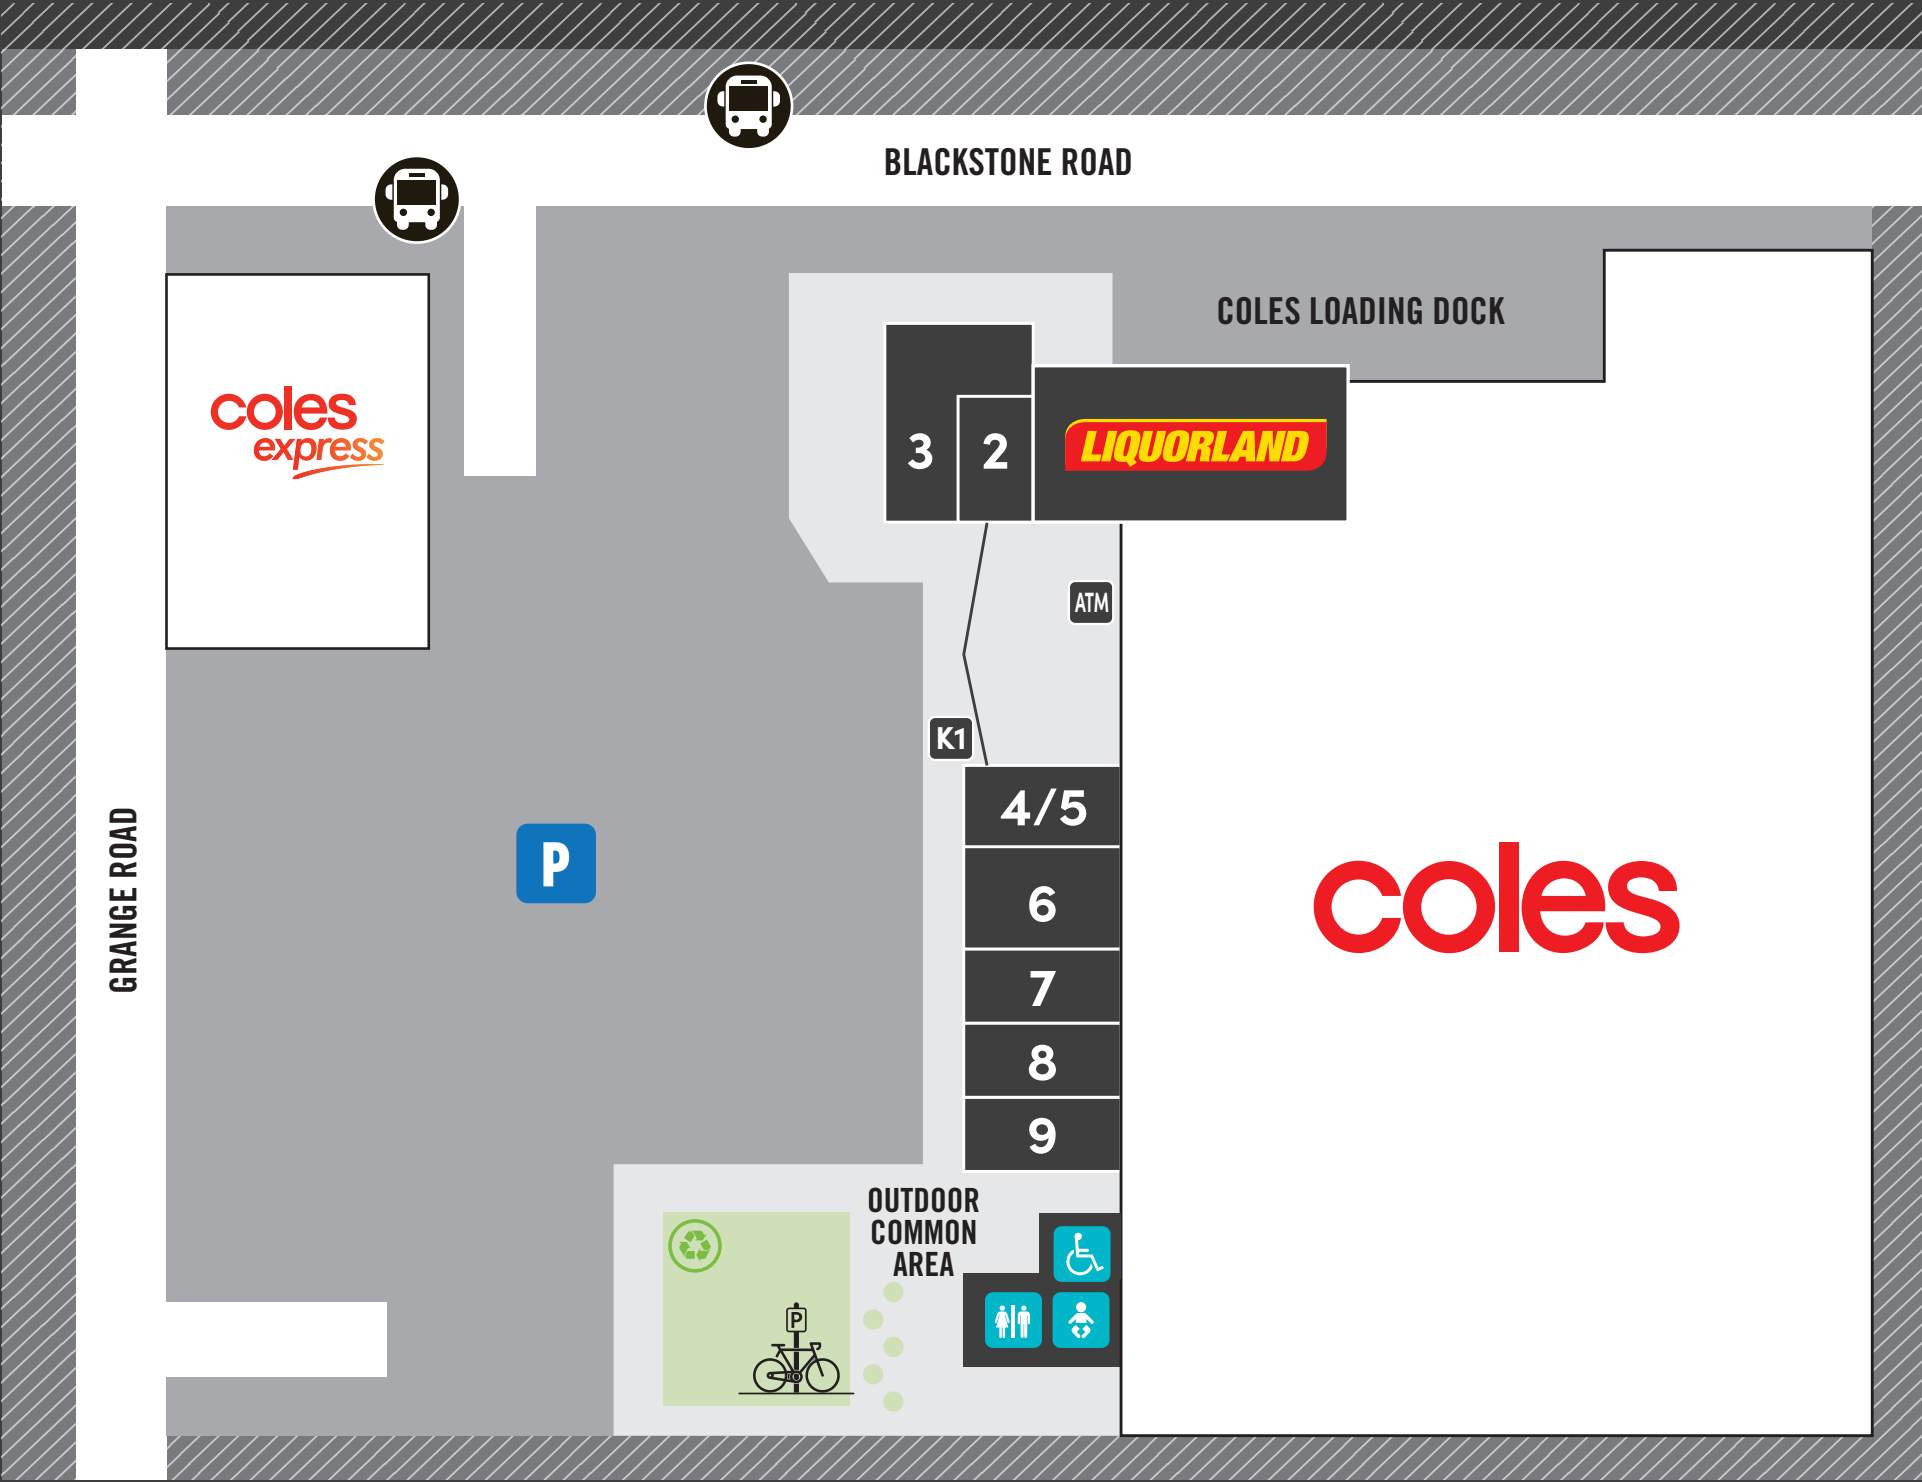 BLACKSTONE ROAD
COLES LOADING DOCK
coles
express
3
2
LIQUORLAND
ATM
K1
4/5
GRANGE ROAD
P
6
coles
7
8
9
OUTDOOR
COMMON
AREA
P